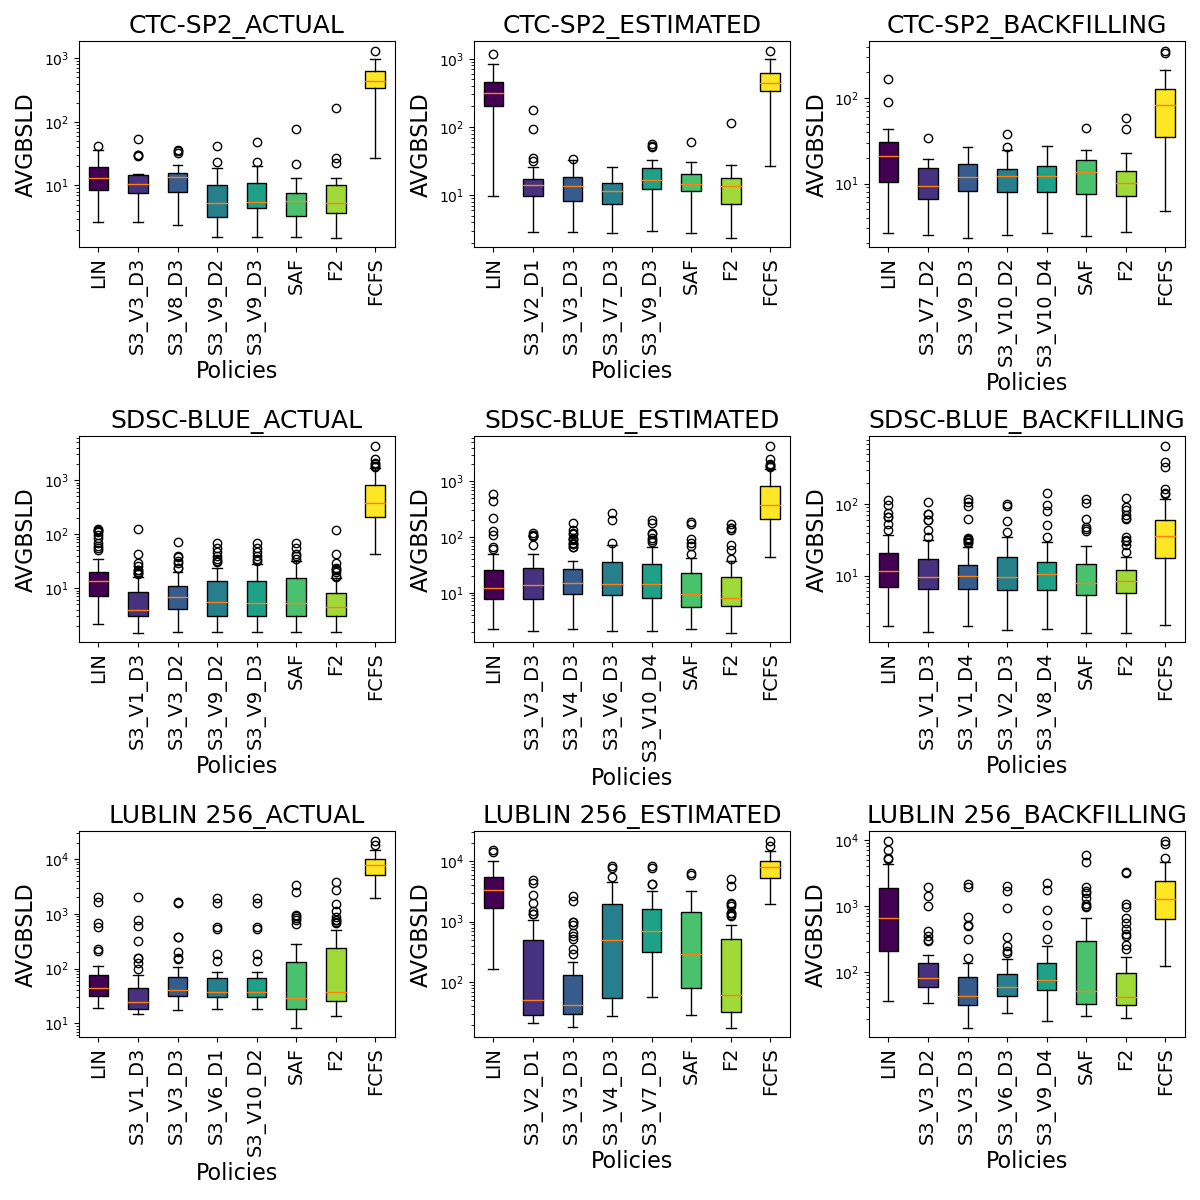 CTC-SP2_ACTUAL
AVGBSLD
10³
10²
10¹
LIN
S3_V3_D3
S3_V8_D3
S3_V9_D2
S3_V9_D3
SAF
F2
FCFS
Policies
CTC-SP2_ESTIMATED
AVGBSLD
10³
10²
10¹
LIN
S3_V2_D1
S3_V3_D3
S3_V7_D3
S3_V9_D3
SAF
F2
FCFS
CTC-SP2_BACKFILLING
AVGBSLD
10²
10¹
LIN
S3_V7_D2
S3_V9_D3
S3_V10_D2
S3_V10_D4
SAF
F2
FCFS
Policies
SDSC-BLUE_ACTUAL
AVGBSLD
10³
10²
10¹
LIN
S3_V1_D3
S3_V3_D2
S3_V9_D2
S3_V9_D3
SAF
F2
FCFS
Policies
SDSC-BLUE_ESTIMATED
AVGBSLD
10³
10²
10¹
LIN
S3_V3_D3
S3_V4_D3
S3_V6_D3
S3_V10_D4
SAF
F2
FCFS
Policies
SDSC-BLUE_BACKFILLING
AVGBSLD
10²
10¹
LIN
S3_V1_D3
S3_V1_D4
S3_V2_D3
S3_V8_D4
SAF
F2
FCFS
Policies
LUBLIN 256_ACTUAL
AVGBSLD
10⁴
10³
10²
10¹
LIN
S3_V1_D3
S3_V3_D3
S3_V6_D1
S3_V10_D2
SAF
F2
FCFS
Policies
LUBLIN 256_ESTIMATED
AVGBSLD
10⁴
10³
10²
LIN
S3_V2_D1
S3_V3_D3
S3_V4_D3
S3_V7_D3
SAF
F2
FCFS
Policies
LUBLIN 256_BACKFILLING
AVGBSLD
10⁴
10³
10²
LIN
S3_V3_D2
S3_V3_D3
S3_V6_D3
S3_V9_D4
SAF
F2
FCFS
Policies